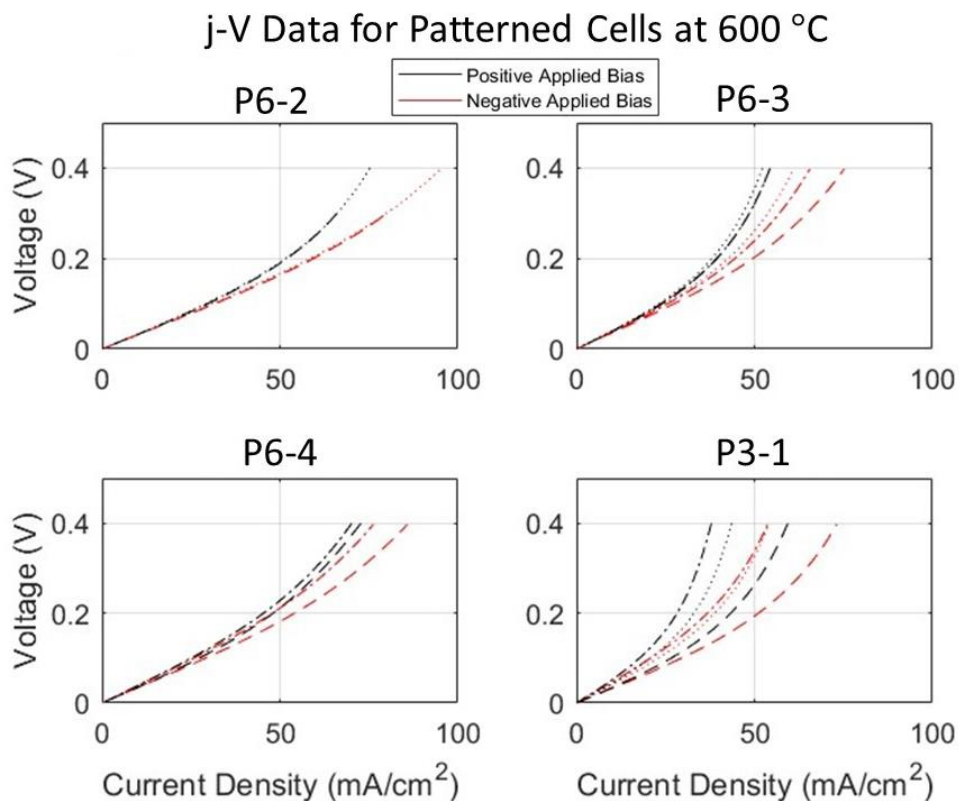 j-V Data for Patterned Cells at 600 °C
Positive Applied Bias
Negative Applied Bias
P6-2
P6-3
Voltage (V)
0.4
0.2
0
0
50
100
0.4
0.2
0
0
50
100
P6-4
P3-1
Voltage (V)
0.4
0.2
0
0
50
100
Current Density (mA/cm²)
0.4
0.2
0
0
50
100
Current Density (mA/cm²)